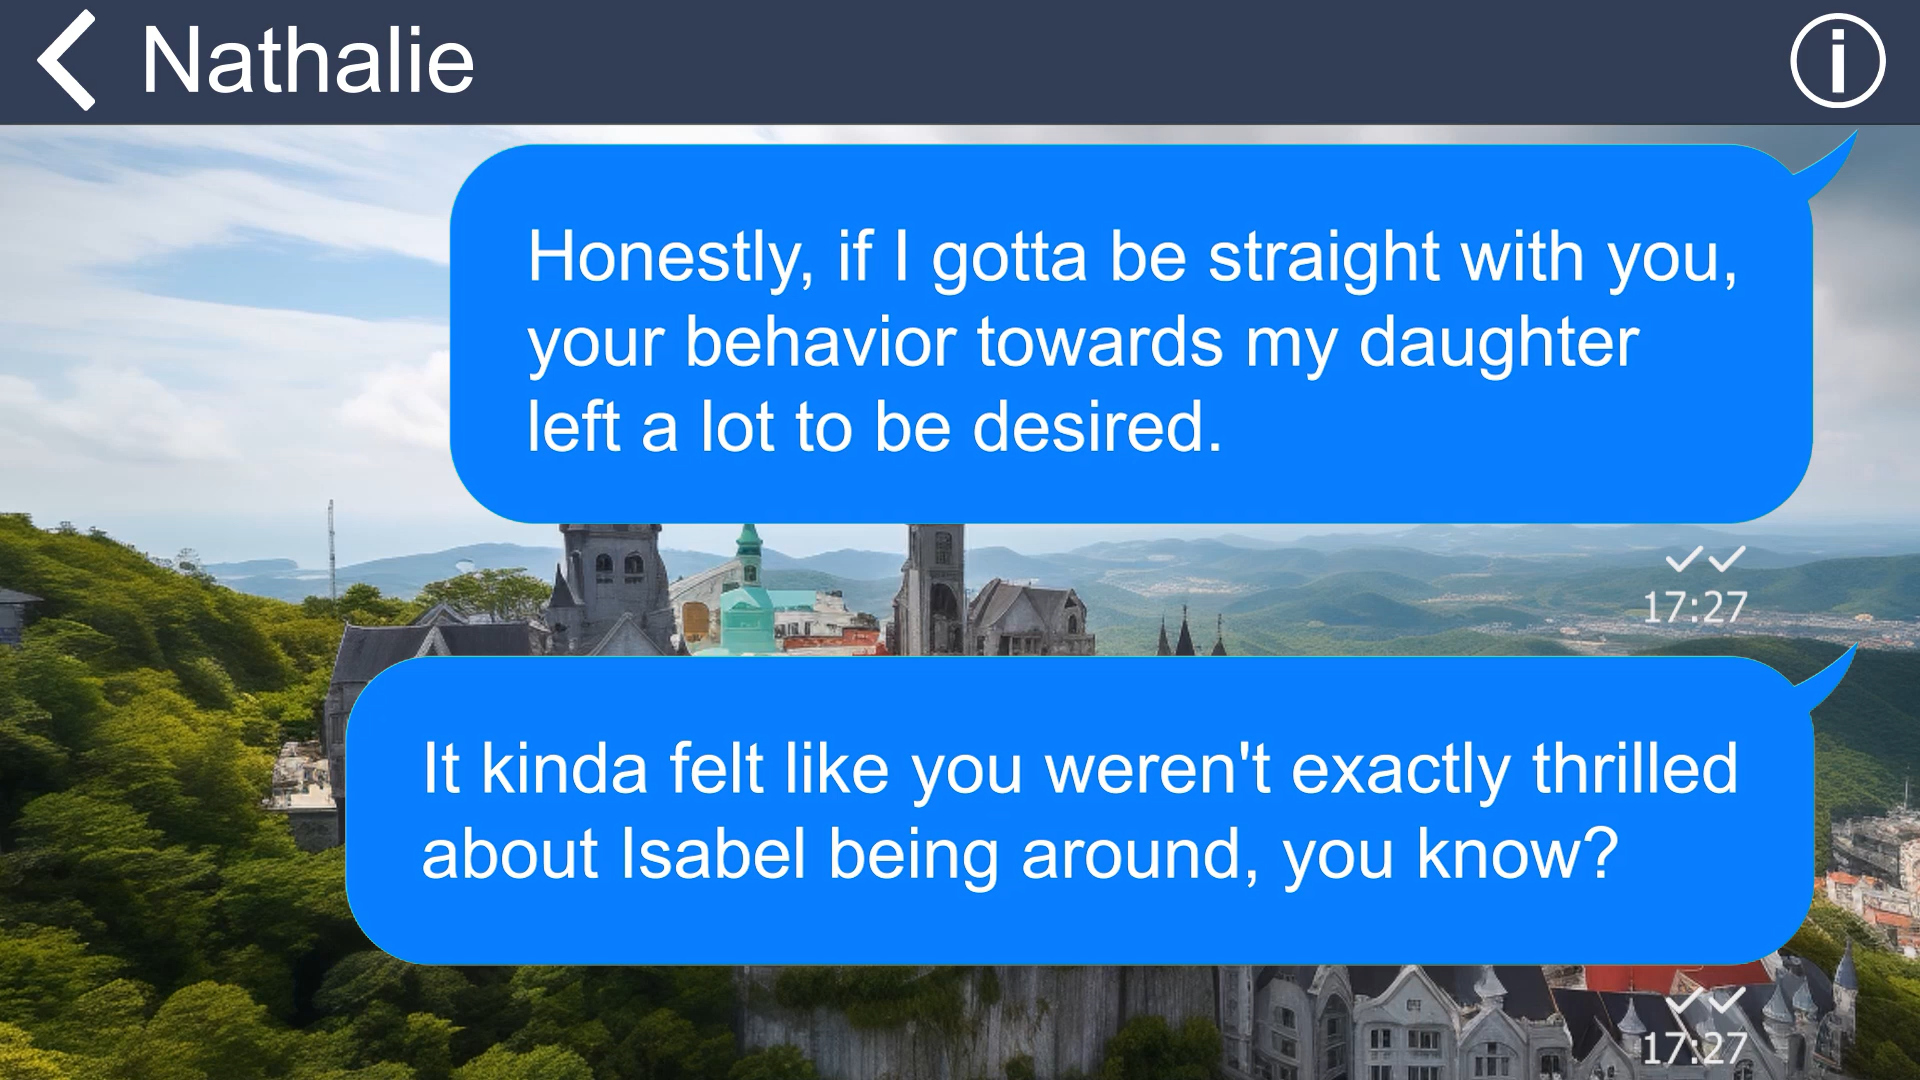 Nathalie
Honestly, if I gotta be straight with you,
your behavior towards my daughter
left a lot to be desired.
17:27
It kinda felt like you weren't exactly thrilled
about Isabel being around, you know?
17:27